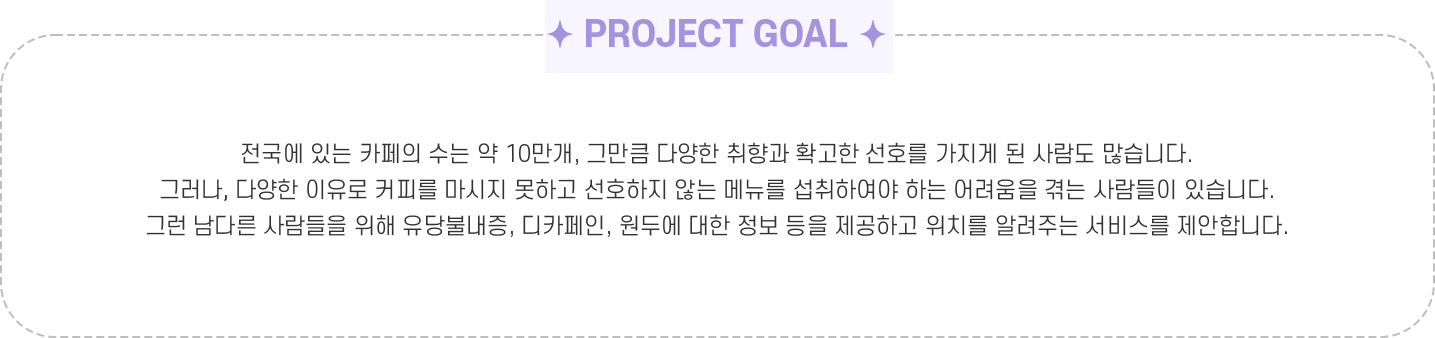 ✦ PROJECT GOAL ✦
전국에 있는 카페의 수는 약 10만개, 그만큼 다양한 취향과 확고한 선호를 가지게 된 사람도 많습니다.
그러나, 다양한 이유로 커피를 마시지 못하고 선호하지 않는 메뉴를 섭취하여야 하는 어려움을 겪는 사람들이 있습니다.
그런 남다른 사람들을 위해 유당불내증, 디카페인, 원두에 대한 정보 등을 제공하고 위치를 알려주는 서비스를 제안합니다.